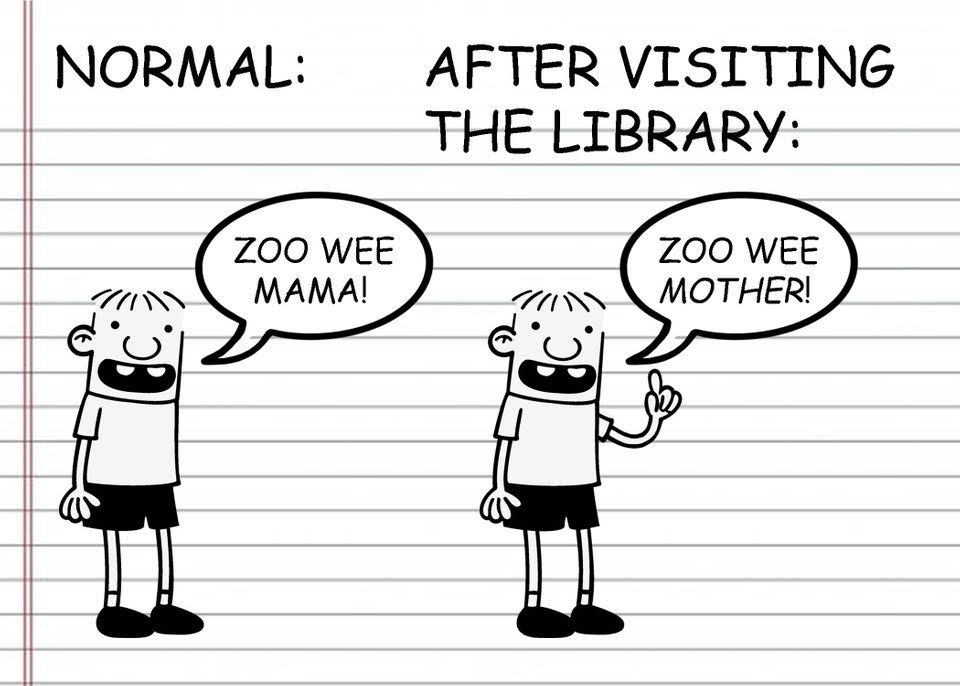 NORMAL:
AFTER VISITING
THE LIBRARY:
ZOO WEE
MAMA!
ZOO WEE
MOTHER!